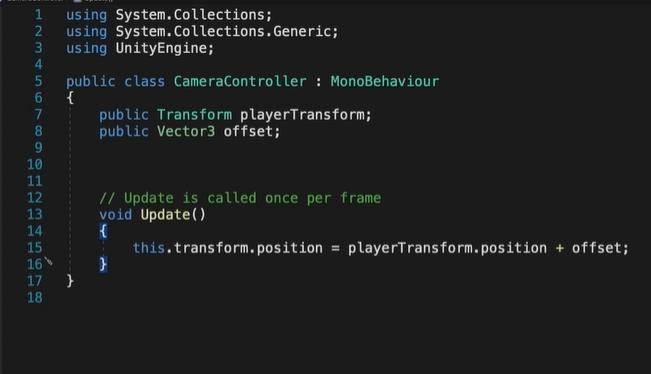 1 using System.Collections;
2 using System.Collections.Generic;
3 using UnityEngine;
4
5 public class CameraController : MonoBehaviour
6 {
7 public Transform playerTransform;
8 public Vector3 offset;
9
10
11
12 // Update is called once per frame
13 void Update()
14 {
15 this.transform.position = playerTransform.position + offset;
16 }
17 }
18